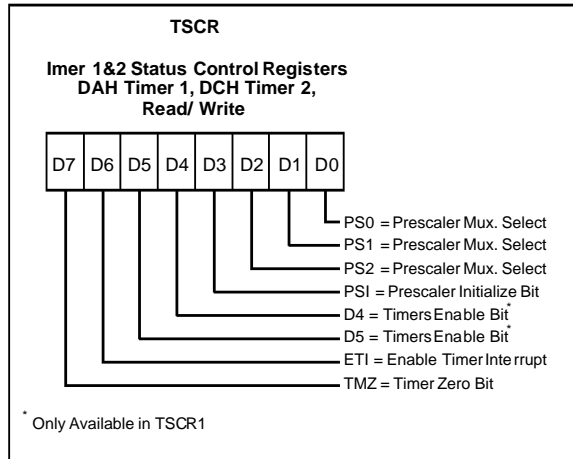 TSCR
Imer 1&2 Status Control Registers
DAH Timer 1, DCH Timer 2,
Read/ Write
D7 D6 D5 D4 D3 D2 D1 D0
PS0 = Prescaler Mux. Select
PS1 = Prescaler Mux. Select
PS2 = Prescaler Mux. Select
PSI = Prescaler Initialize Bit
D4 = Timers Enable Bit*
D5 = Timers Enable Bit*
ETI = Enable Timer Interrupt
TMZ = Timer Zero Bit
* Only Available in TSCR1